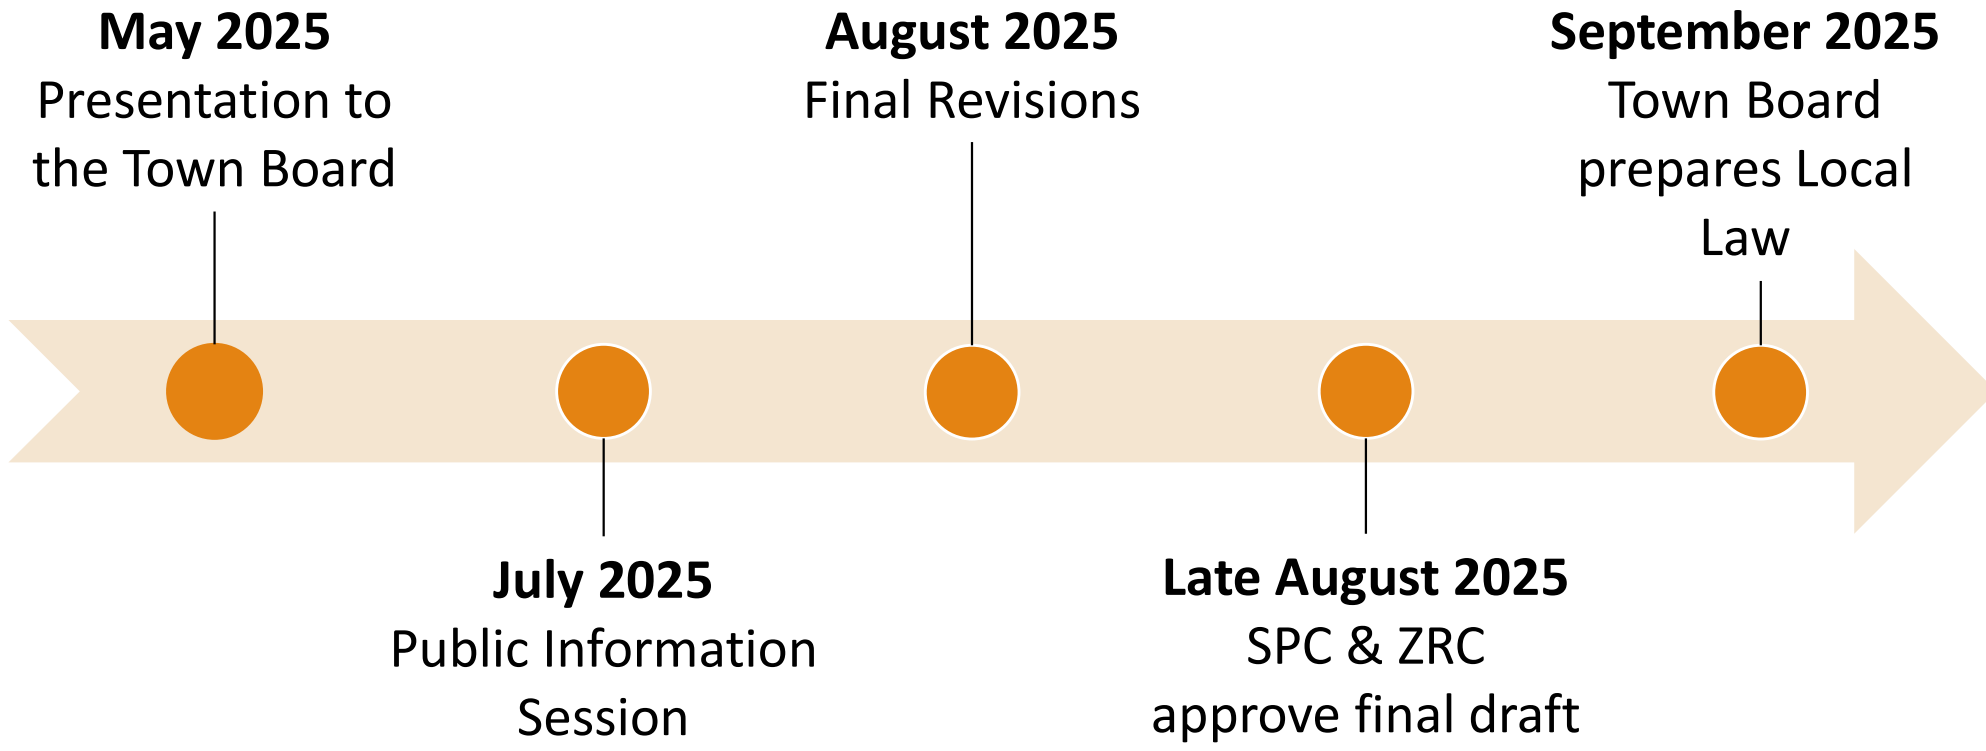 May 2025
Presentation to
the Town Board
July 2025
Public Information
Session
August 2025
Final Revisions
Late August 2025
SPC & ZRC
approve final draft
September 2025
Town Board
prepares Local
Law